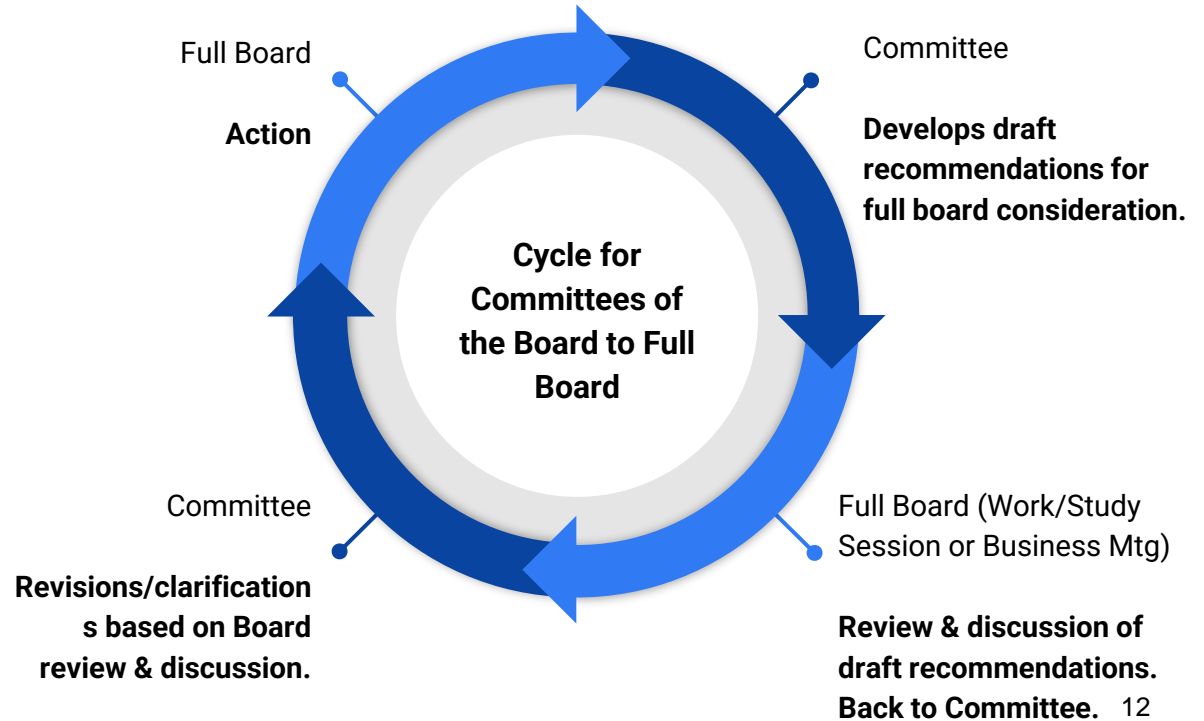 Full Board
Action
Committee
Develops draft
recommendations for
full board consideration.
Cycle for
Committees of
the Board to Full
Board
Committee
Revisions/clarification
s based on Board
review & discussion.
Full Board (Work/Study
Session or Business Mtg)
Review & discussion of
draft recommendations.
Back to Committee.
12